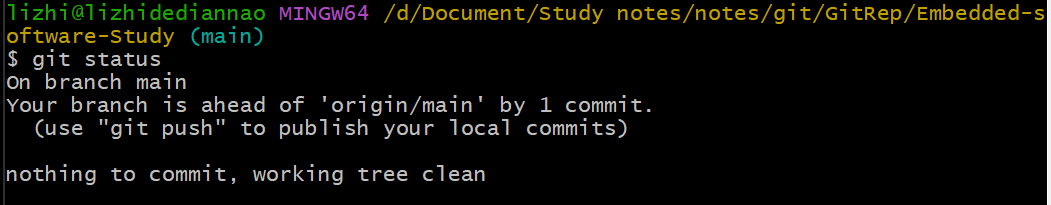 lizhi@lizhidediannao MINGW64 /d/Document/Study notes/notes/git/GitRep/Embedded-s
oftware-Study (main)
$ git status
On branch main
Your branch is ahead of 'origin/main' by 1 commit.
  (use "git push" to publish your local commits)

nothing to commit, working tree clean